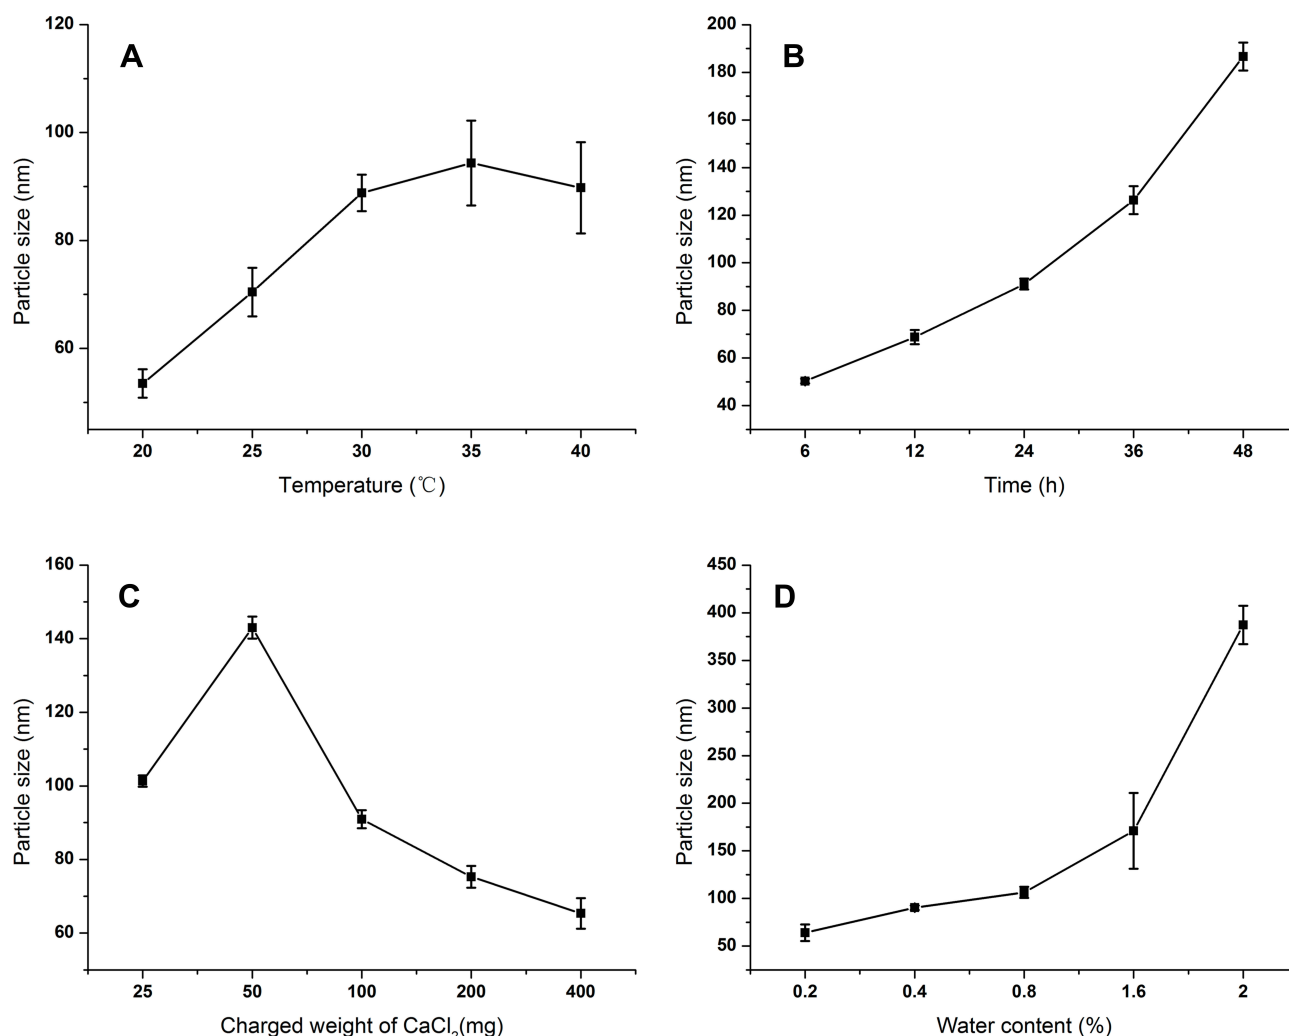 A
Particle size (nm)
120
100
80
60
20 25 30 35 40
Temperature (℃)
B
Particle size (nm)
200
180
160
140
120
100
80
60
40
6 12 24 36 48
Time (h)
C
Particle size (nm)
160
140
120
100
80
60
25 50 100 200 400
Charged weight of CaCl₂(mg)
D
Particle size (nm)
450
400
350
300
250
200
150
100
50
0.2 0.4 0.8 1.6 2
Water content (%)